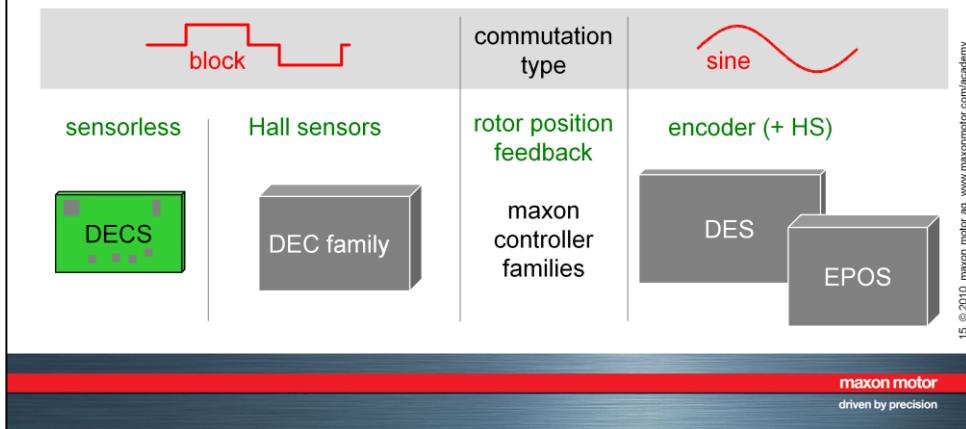 block
commutation
type
sine
sensorless
Hall sensors
rotor position
feedback
encoder (+ HS)
DECS
DEC family
maxon
controller
families
DES
EPOS
15 © 2010, maxon motor ag, www.maxonmotor.com/academy
maxon motor
driven by precision